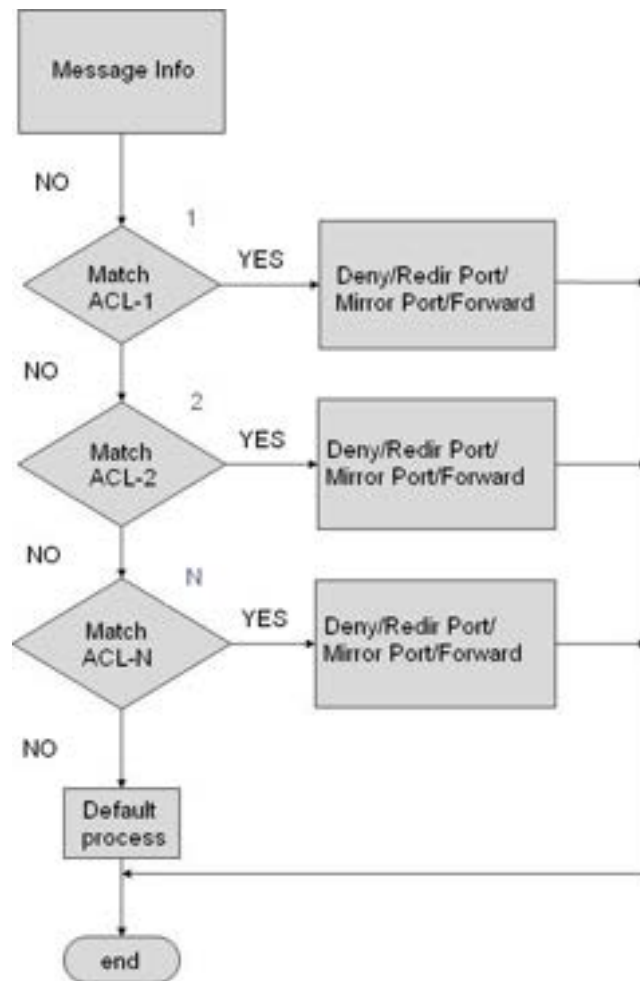 Message Info
NO
1
Match
ACL-1
YES
Deny/Redir Port/
Mirror Port/Forward
NO
2
Match
ACL-2
YES
Deny/Redir Port/
Mirror Port/Forward
NO
N
Match
ACL-N
YES
Deny/Redir Port/
Mirror Port/Forward
NO
Default
process
end